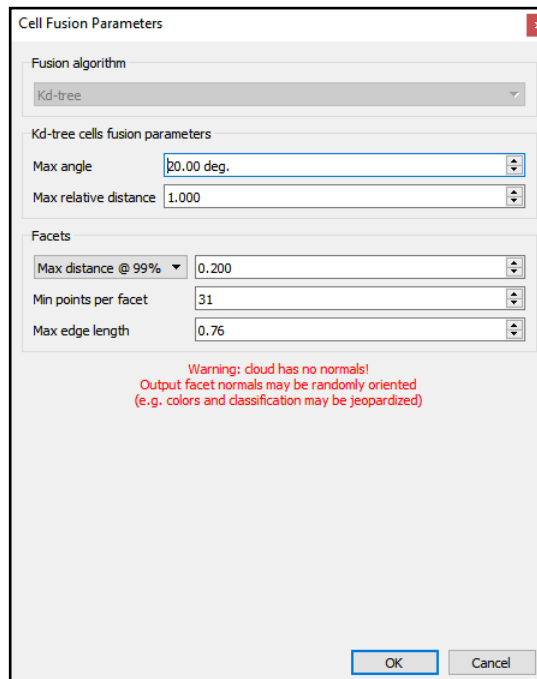 Cell Fusion Parameters
Fusion algorithm
Kd-tree
Kd-tree cells fusion parameters
Max angle 20.00 deg.
Max relative distance 1.000
Facets
Max distance @ 99% 0.200
Min points per facet 31
Max edge length 0.76
Warning: cloud has no normals!
Output facet normals may be randomly oriented
(e.g. colors and classification may be jeopardized)
OK Cancel